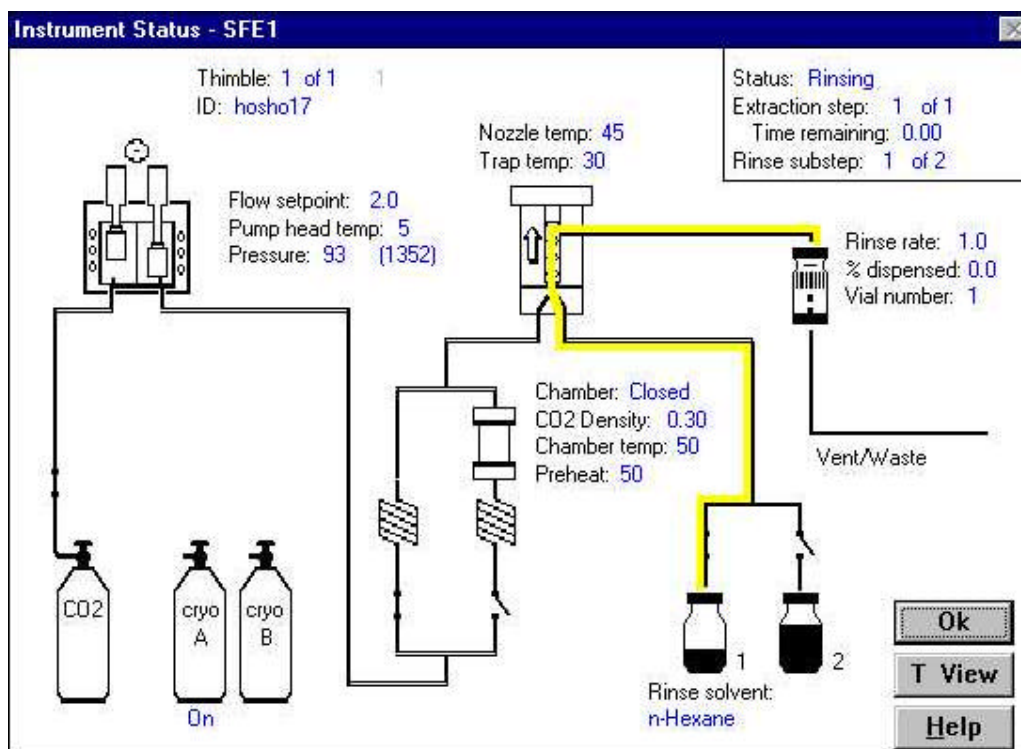 Instrument Status - SFE1
Thimble: 1 of 1 1
ID: hosho17
Status: Rinsing
Extraction step: 1 of 1
Time remaining: 0.00
Rinse substep: 1 of 2
Nozzle temp: 45
Trap temp: 30
Flow setpoint: 2.0
Pump head temp: 5
Pressure: 93 (1352)
Rinse rate: 1.0
% dispensed: 0.0
Vial number: 1
Chamber: Closed
CO2 Density: 0.30
Chamber temp: 50
Preheat: 50
Vent/Waste
CO2
cryo
A
cryo
B
On
1
2
Rinse solvent:
n-Hexane
Ok
T View
Help